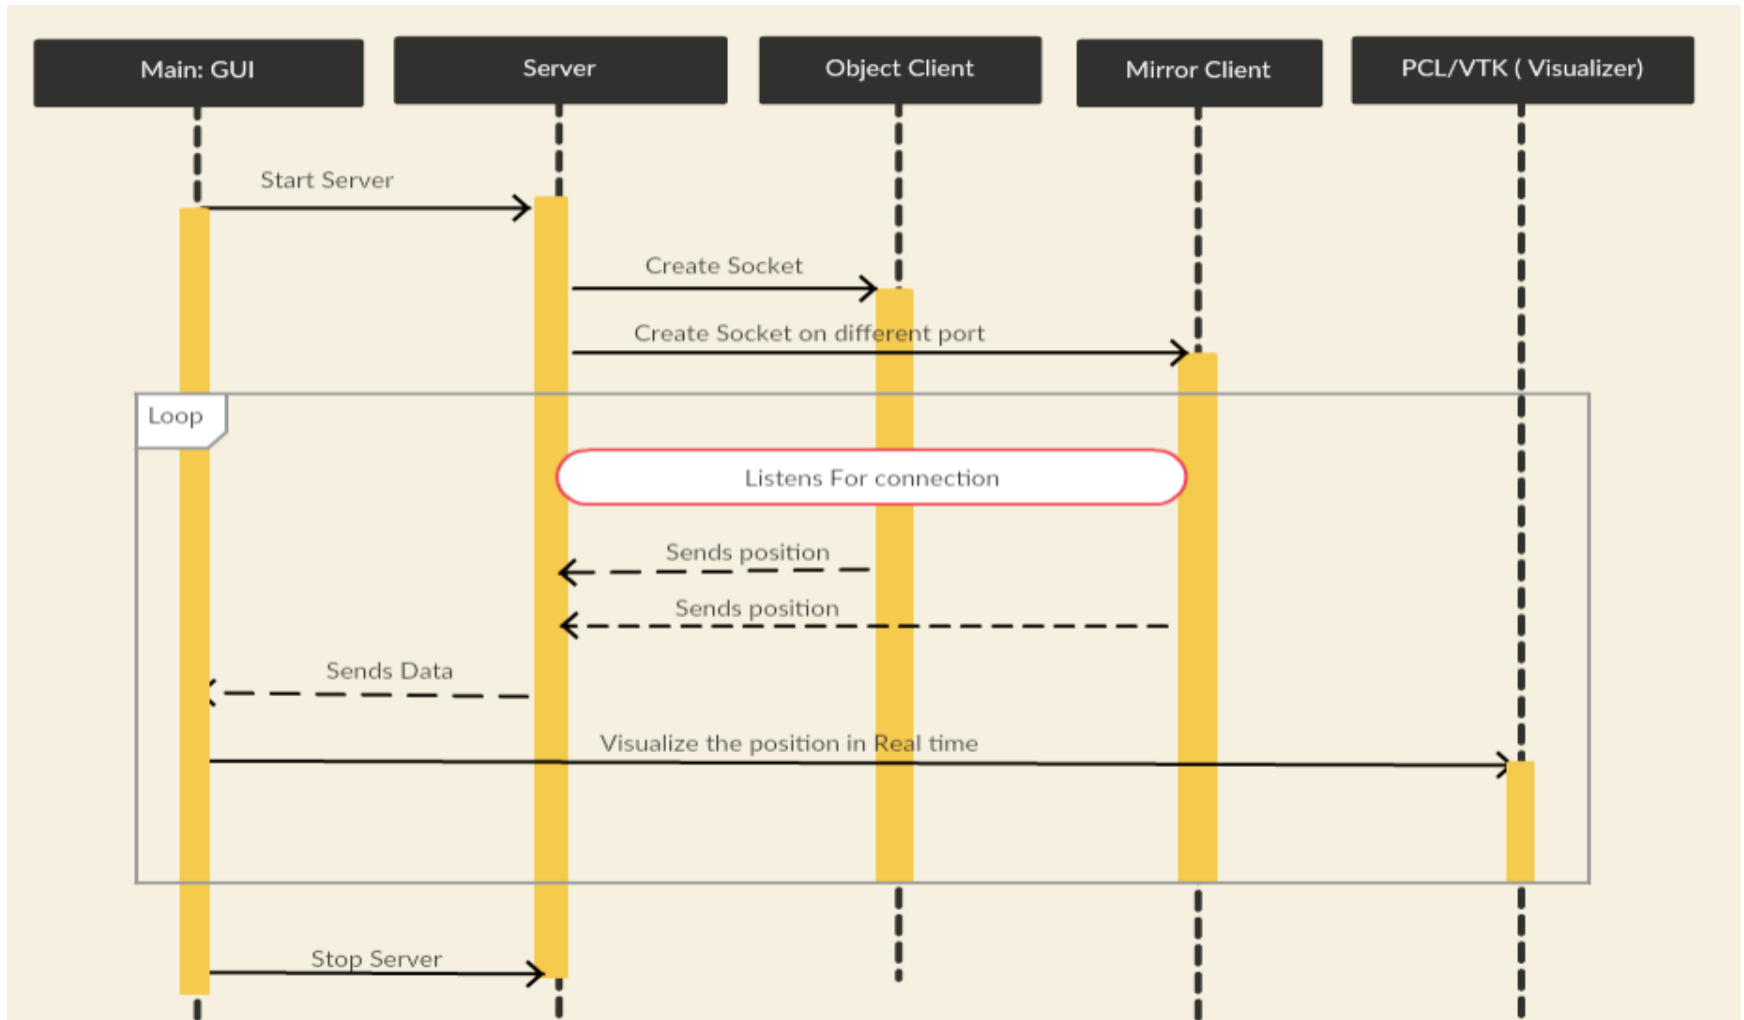 Main: GUI
Server
Object Client
Mirror Client
PCL/VTK ( Visualizer)
Start Server
Create Socket
Create Socket on different port
Loop
Listens For connection
Sends position
Sends position
Sends Data
Visualize the position in Real time
Stop Server